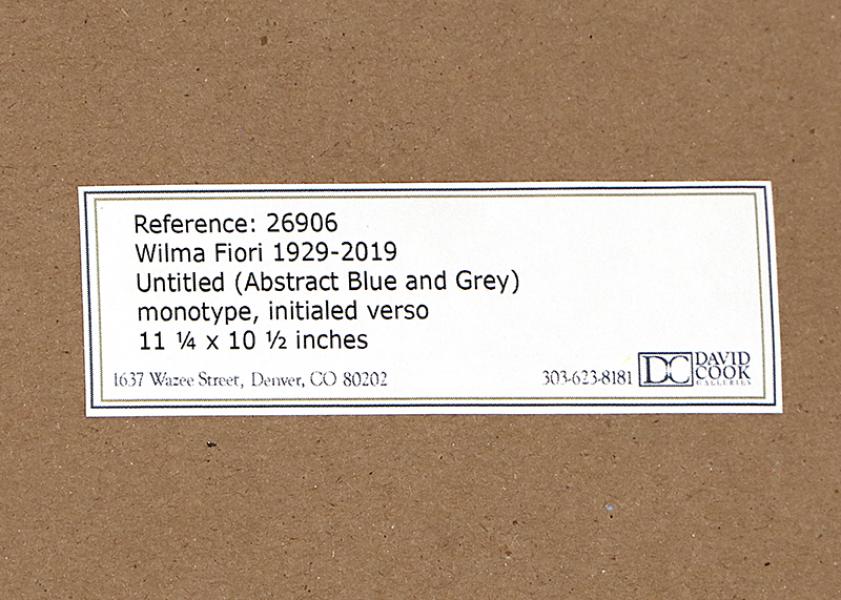 Reference: 26906
Wilma Fiori 1929-2019
Untitled (Abstract Blue and Grey)
monotype, initialed verso
11 ¼ x 10 ½ inches
1637 Wazee Street, Denver, CO 80202
303-623-8181
DC
DAVID
COOK
GALLERIES